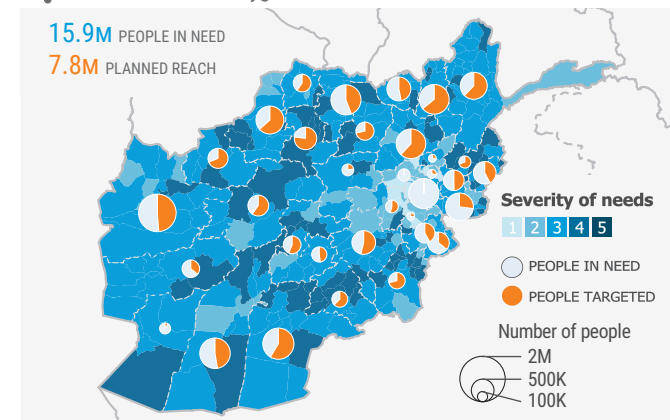 15.9M PEOPLE IN NEED
7.8M PLANNED REACH
Severity of needs
1 2 3 4 5
PEOPLE IN NEED
PEOPLE TARGETED
Number of people
2M
500K
100K